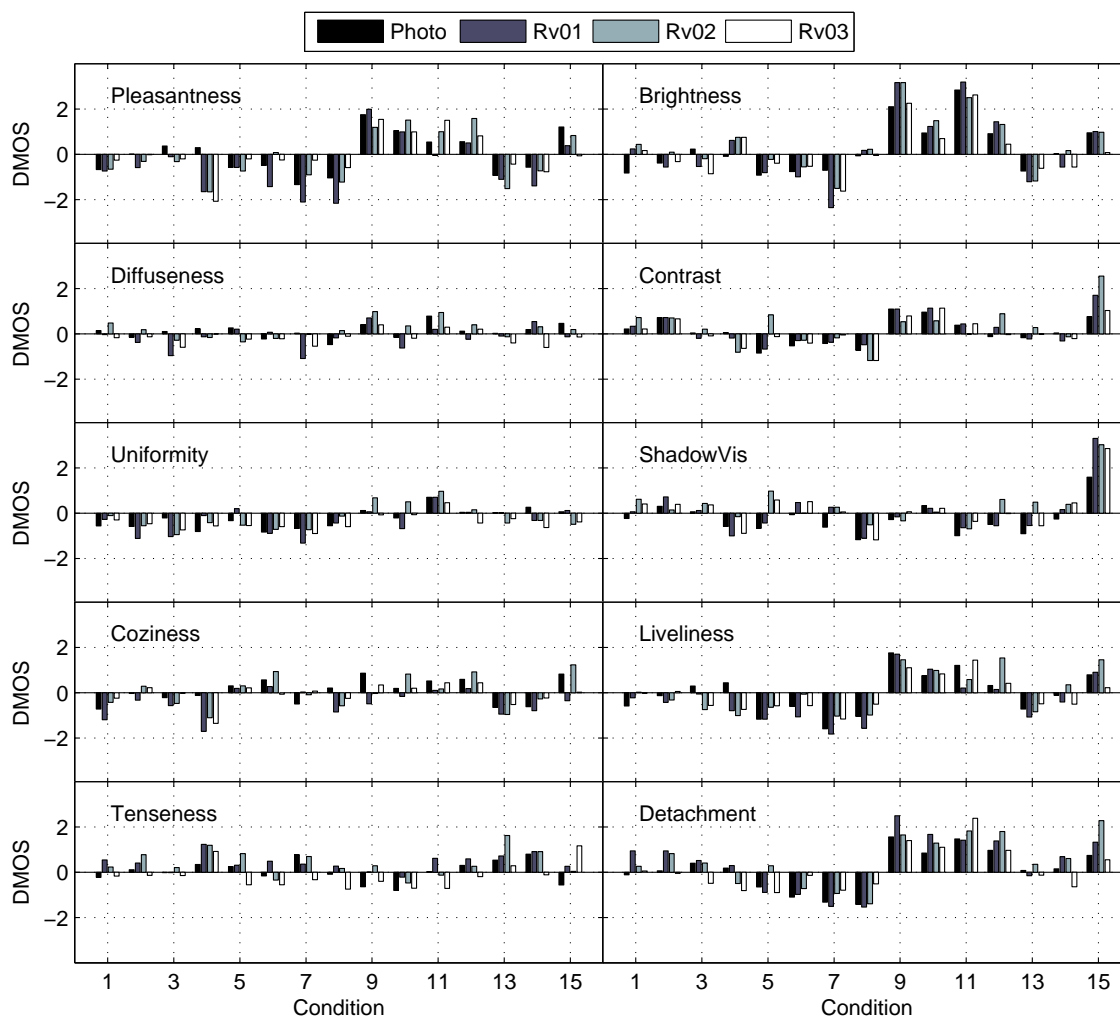 Photo Rv01 Rv02 Rv03
Pleasantness Brightness
2
0
−2
DMOS
Diffuseness Contrast
2
0
−2
DMOS
Uniformity ShadowVis
2
0
−2
DMOS
Coziness Liveliness
2
0
−2
DMOS
Tenseness Detachment
2
0
−2
DMOS
1 3 5 7 9 11 13 15 1 3 5 7 9 11 13 15
Condition Condition